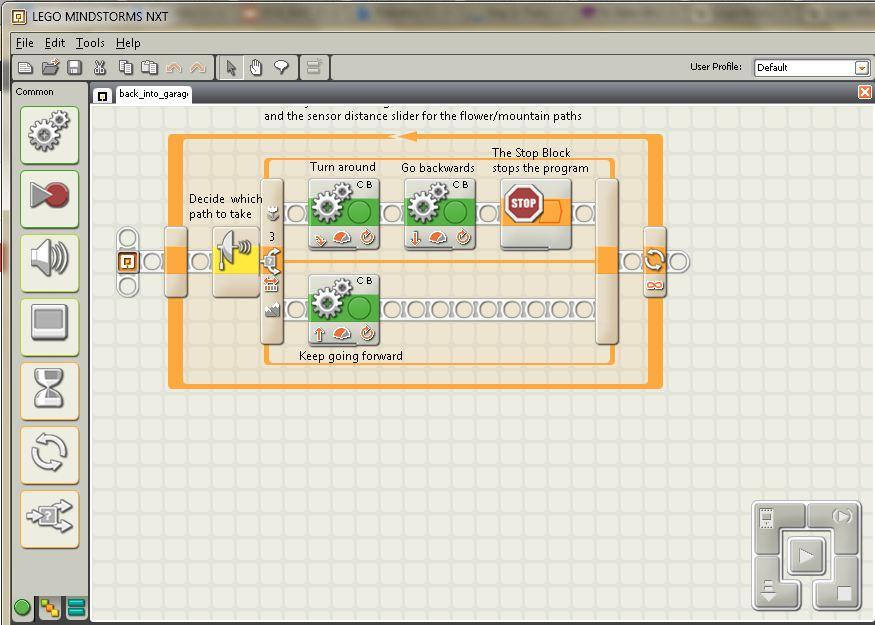 LEGO MINDSTORMS NXT
File Edit Tools Help
User Profile: Default
Common
back_into_garag
and the sensor distance slider for the flower/mountain paths
The Stop Block
Turn around Go backwards stops the program
C B C B
STOP
Decide which
path to take
3
?
C B
Keep going forward
?